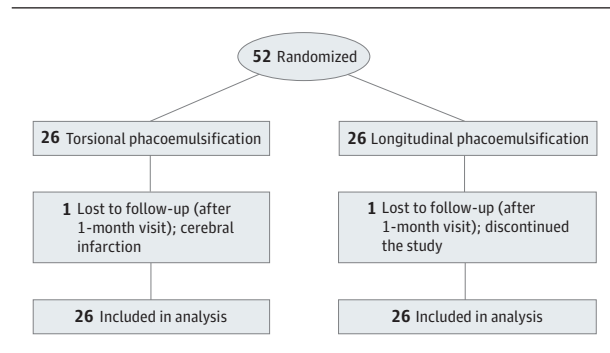 52 Randomized
26 Torsional phacoemulsification
26 Longitudinal phacoemulsification
1 Lost to follow-up (after
1-month visit); cerebral
infarction
1 Lost to follow-up (after
1-month visit); discontinued
the study
26 Included in analysis
26 Included in analysis